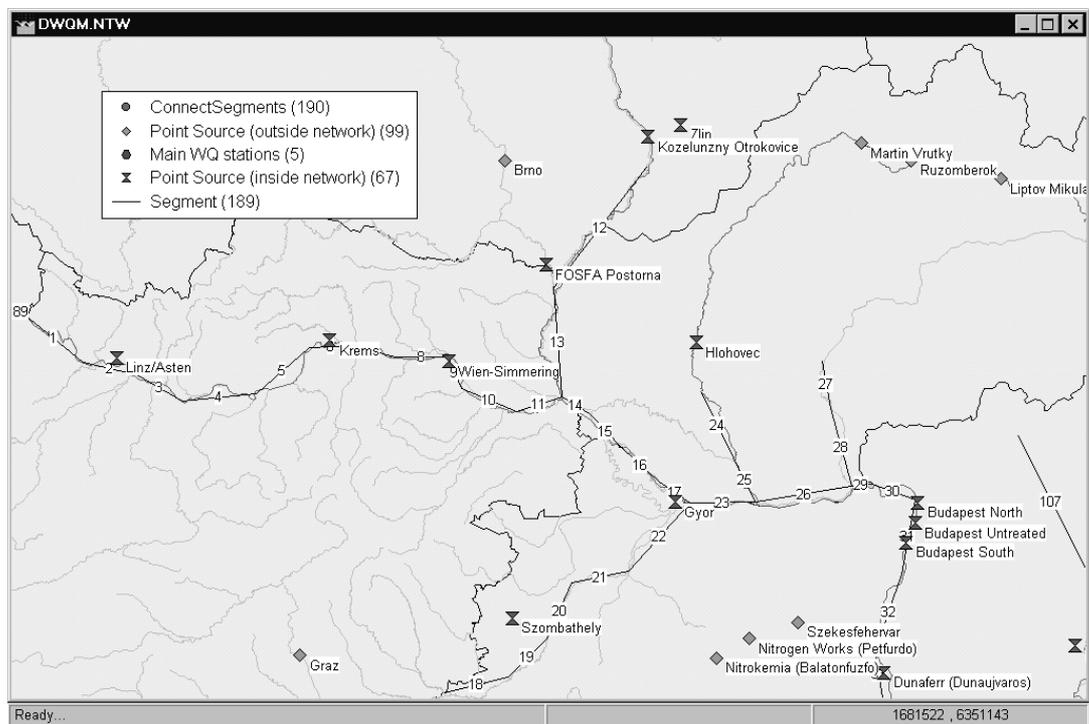 DWQM.NTW
ConnectSegments (190)
Point Source (outside network) (99)
Main WQ stations (5)
Point Source (inside network) (67)
Segment (189)
7lin
Kozelunzny Otrokovice
Brno
Martin Vrutky
Ruzomberok
Liptov Mikula
12
FOSFA Postorna
89
1
2
Linz/Asten
3
4
5
Krems
8
9
Wien-Simmering
10
11
13
14
15
16
17
Gyor
Hlohovec
24
25
23
26
27
28
29
30
107
Budapest North
Budapest Untreated
Budapest South
22
21
20
19
18
Szombathely
Graz
32
Szekesfehervar
Nitrogen Works (Petfurdo)
Nitrokemia (Balatonfuzfo)
Dunaferr (Dunaujvaros)
Ready...
1681522 , 6351143